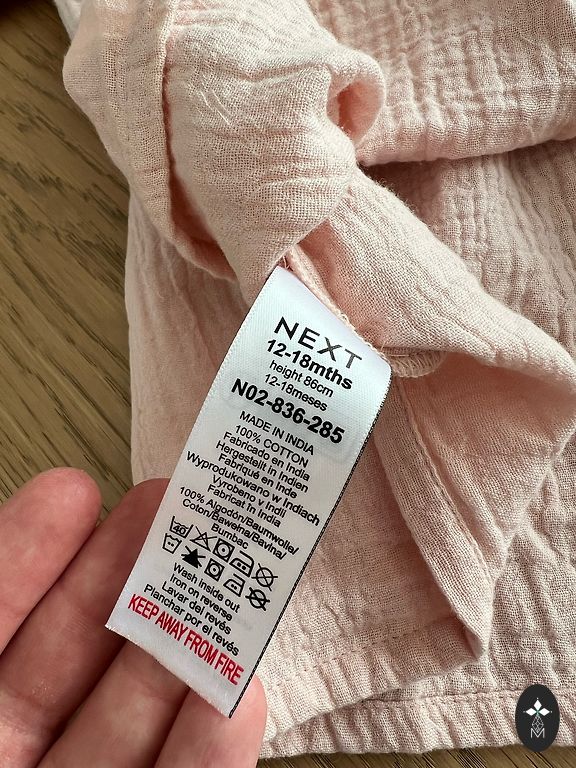 NEXT
12-18mths
height 86cm
12-18meses
N02-836-285
MADE IN INDIA
100% COTTON
Fabricado en India
Hergestellt in Indien
Fabriqué en Inde
Wyprodukowano w Indiach
Vyrobeno v Indii
Fabricat în India
100% Algodón/Baumwolle/
Coton/Bawełna/Bavlna/
Bumbac
40
Wash inside out
Iron on reverse
Lavar del revés
Planchar por el revés
KEEP AWAY FROM FIRE
M